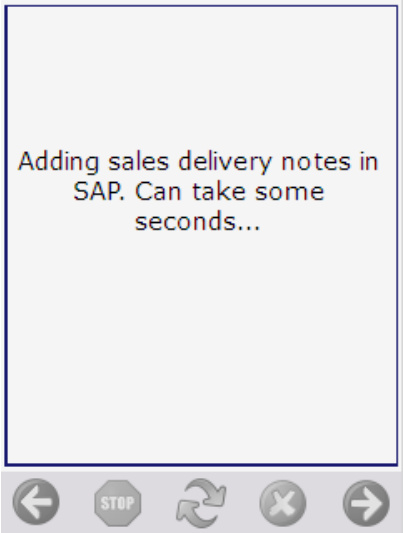 Adding sales delivery notes in
SAP. Can take some
seconds...
STOP